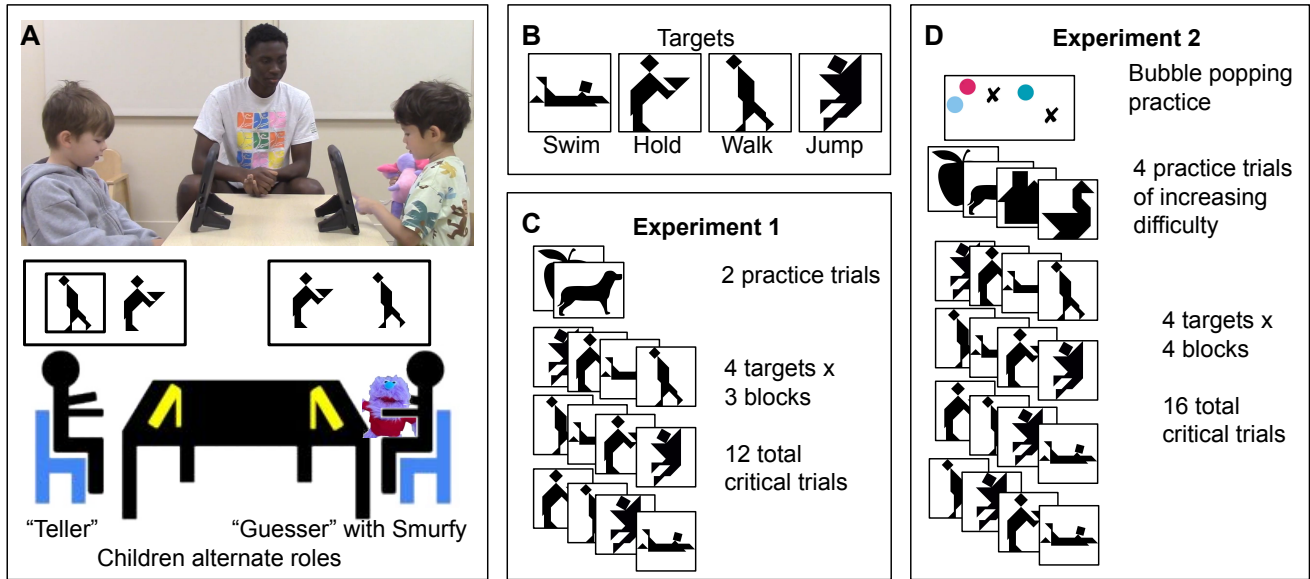 A
“Teller”
“Guesser” with Smurfy
Children alternate roles
B
Targets
Swim
Hold
Walk
Jump
C
Experiment 1
2 practice trials
4 targets x
3 blocks
12 total
critical trials
D
Experiment 2
Bubble popping
practice
4 practice trials
of increasing
difficulty
4 targets x
4 blocks
16 total
critical trials